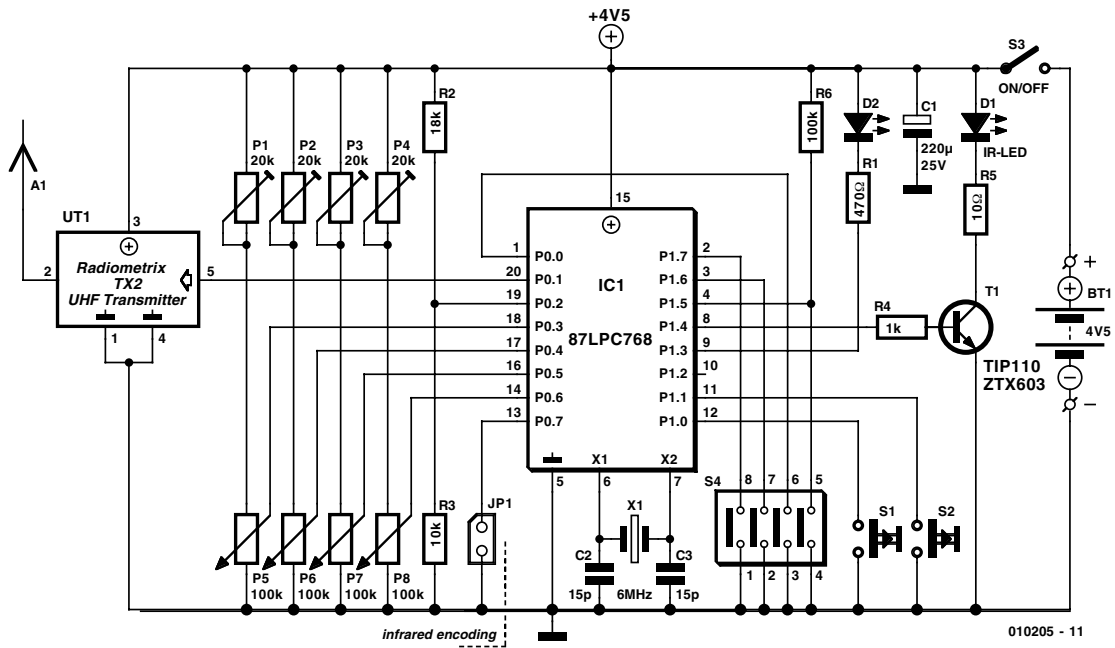 +4V5
S3
ON/OFF
R2
18k
R6
100k
D2
C1
220µ
25V
D1
IR-LED
P1
20k
P2
20k
P3
20k
P4
20k
A1
R1
470Ω
R5
10Ω
UT1
3
15
2
Radiometrix
TX2
UHF Transmitter
5
1
4
IC1
87LPC768
1 P0.0
20 P0.1
19 P0.2
18 P0.3
17 P0.4
16 P0.5
14 P0.6
13 P0.7
P1.7 2
P1.6 3
P1.5 4
P1.4 8
P1.3 9
P1.2 10
P1.1 11
P1.0 12
X1
X2
5
6
7
R4
1k
T1
TIP110
ZTX603
+
BT1
4V5
–
P5
100k
P6
100k
P7
100k
P8
100k
R3
10k
JP1
X1
C2
15p
6MHz
C3
15p
S4
8
7
6
5
1
2
3
4
S1
S2
infrared encoding
010205 - 11